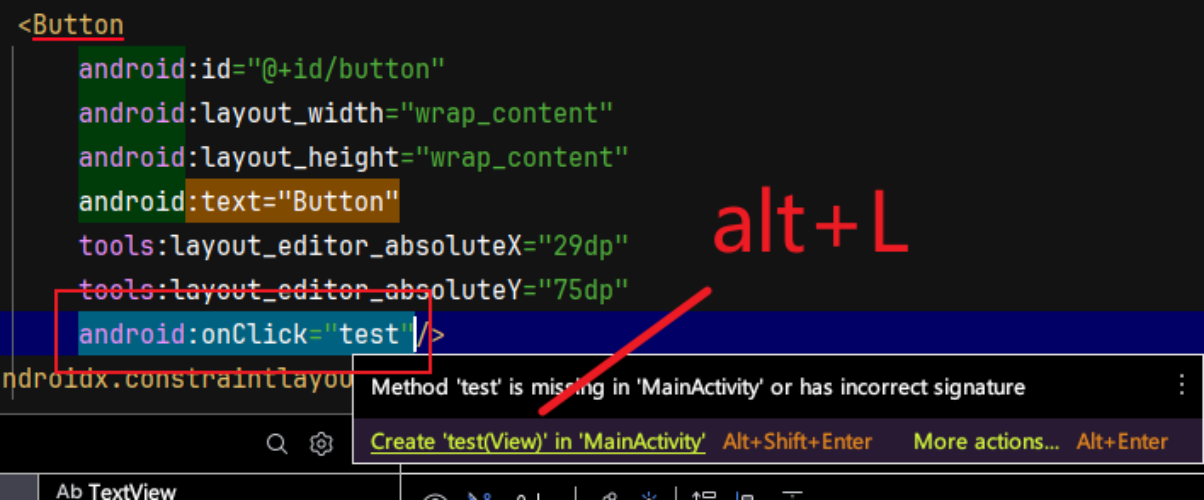 <Button
android:id="@+id/button"
android:layout_width="wrap_content"
android:layout_height="wrap_content"
android:text="Button"
tools:layout_editor_absoluteX="29dp"
tools:layout_editor_absoluteY="75dp"
android:onClick="test"/>
alt+L
ndroidx.constraintlayou
Method 'test' is missing in 'MainActivity' or has incorrect signature
Create 'test(View)' in 'MainActivity' Alt+Shift+Enter More actions... Alt+Enter
Ab TextView